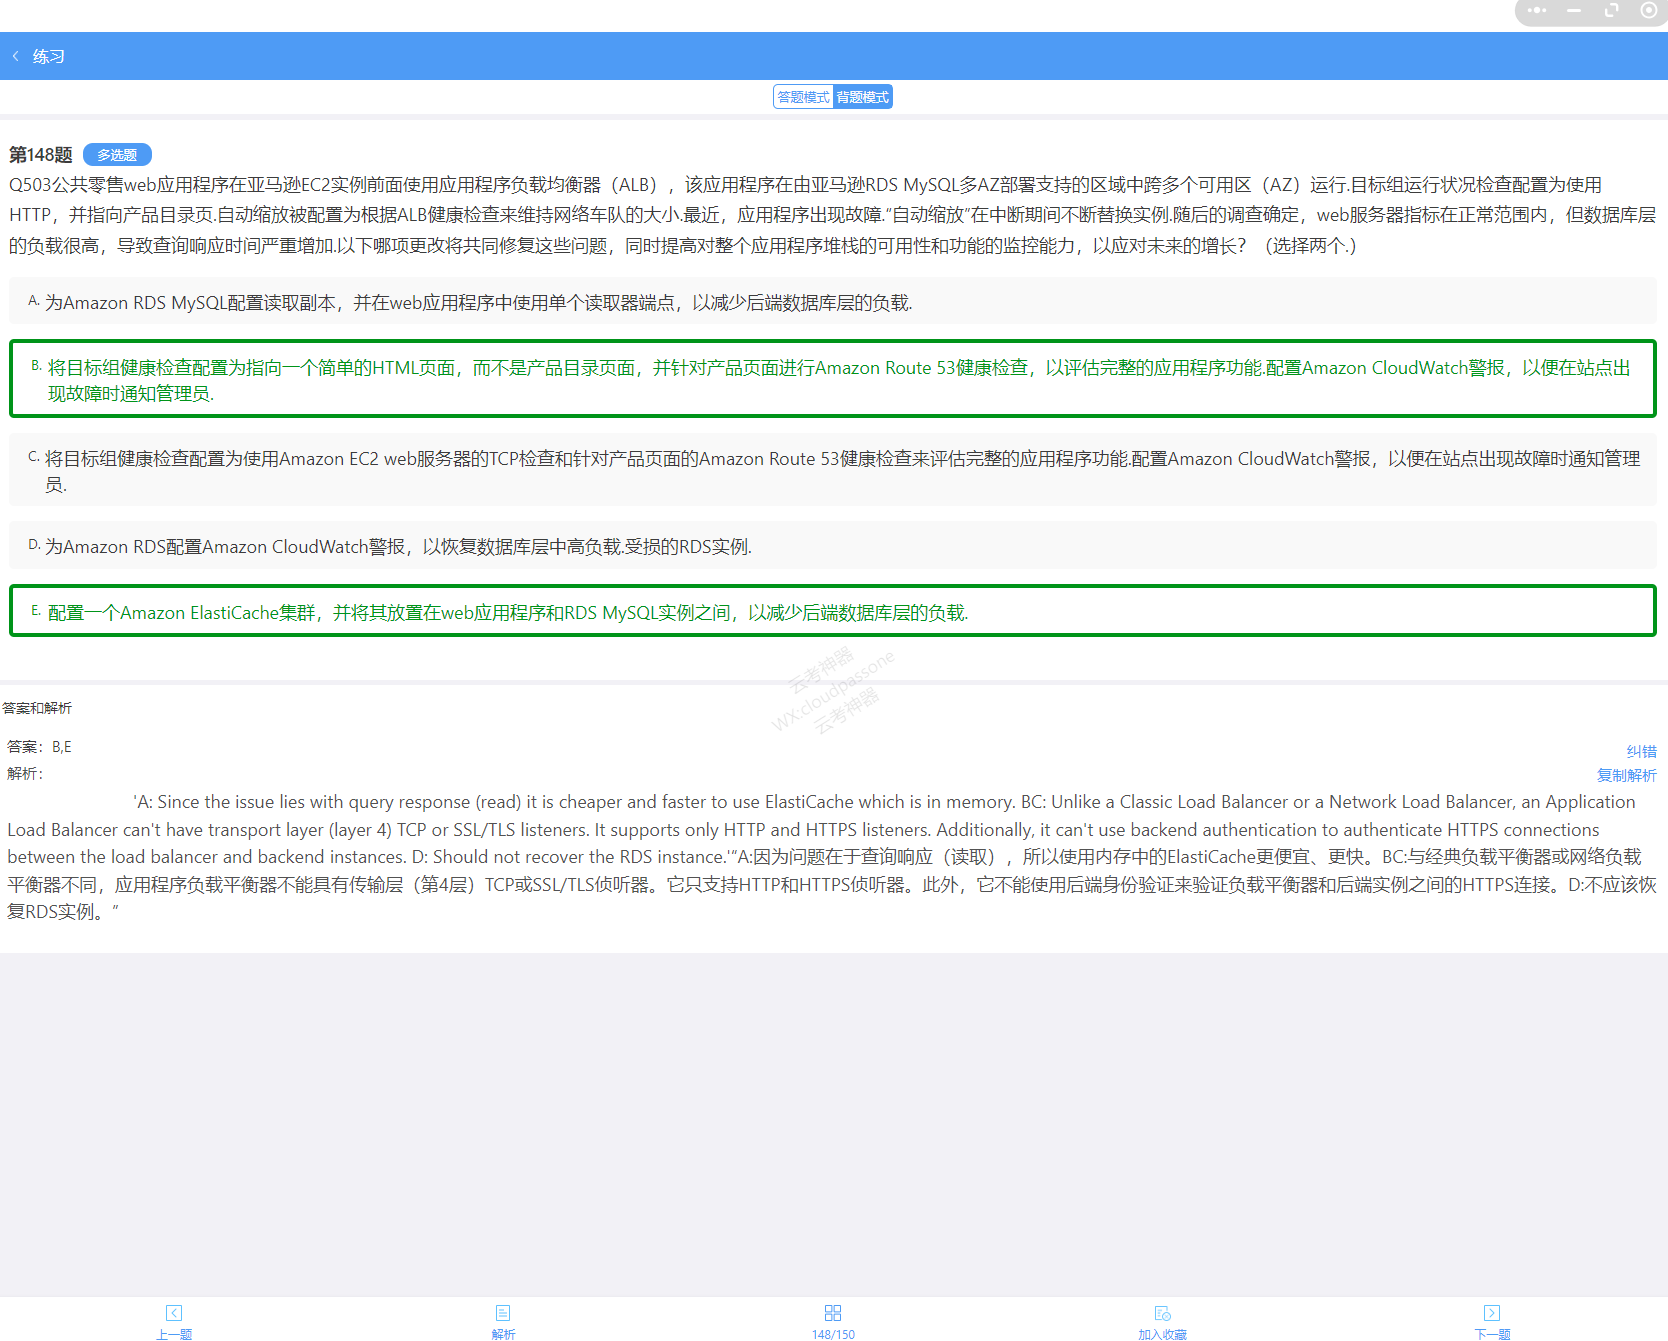 练习
答题模式 背题模式
第148题 多选题
Q503公共零售web应用程序在亚马逊EC2实例前面使用应用程序负载均衡器（ALB），该应用程序在由亚马逊RDS MySQL多AZ部署支持的区域中跨多个可用区（AZ）运行.目标组运行状况检查配置为使用
HTTP，并指向产品目录页.自动缩放被配置为根据ALB健康检查来维持网络车队的大小.最近，应用程序出现故障.“自动缩放”在中断期间不断替换实例.随后的调查确定，web服务器指标在正常范围内，但数据库层
的负载很高，导致查询响应时间严重增加.以下哪项更改将共同修复这些问题，同时提高对整个应用程序堆栈的可用性和功能的监控能力，以应对未来的增长？（选择两个.）
A. 为Amazon RDS MySQL配置读取副本，并在web应用程序中使用单个读取器端点，以减少后端数据库层的负载.
B. 将目标组健康检查配置为指向一个简单的HTML页面，而不是产品目录页面，并针对产品页面进行Amazon Route 53健康检查，以评估完整的应用程序功能.配置Amazon CloudWatch警报，以便在站点出
现故障时通知管理员.
C. 将目标组健康检查配置为使用Amazon EC2 web服务器的TCP检查和针对产品页面的Amazon Route 53健康检查来评估完整的应用程序功能.配置Amazon CloudWatch警报，以便在站点出现故障时通知管理
员.
D. 为Amazon RDS配置Amazon CloudWatch警报，以恢复数据库层中高负载.受损的RDS实例.
E. 配置一个Amazon ElastiCache集群，并将其放置在web应用程序和RDS MySQL实例之间，以减少后端数据库层的负载.
云考神器
WX:cloudpassone
云考神器
答案和解析
答案：B,E
纠错
解析：
复制解析
'A: Since the issue lies with query response (read) it is cheaper and faster to use ElastiCache which is in memory. BC: Unlike a Classic Load Balancer or a Network Load Balancer, an Application
Load Balancer can't have transport layer (layer 4) TCP or SSL/TLS listeners. It supports only HTTP and HTTPS listeners. Additionally, it can't use backend authentication to authenticate HTTPS connections
between the load balancer and backend instances. D: Should not recover the RDS instance.'“A:因为问题在于查询响应（读取），所以使用内存中的ElastiCache更便宜、更快。BC:与经典负载平衡器或网络负载
平衡器不同，应用程序负载平衡器不能具有传输层（第4层）TCP或SSL/TLS侦听器。它只支持HTTP和HTTPS侦听器。此外，它不能使用后端身份验证来验证负载平衡器和后端实例之间的HTTPS连接。D:不应该恢
复RDS实例。”
上一题 解析 148/150 加入收藏 下一题